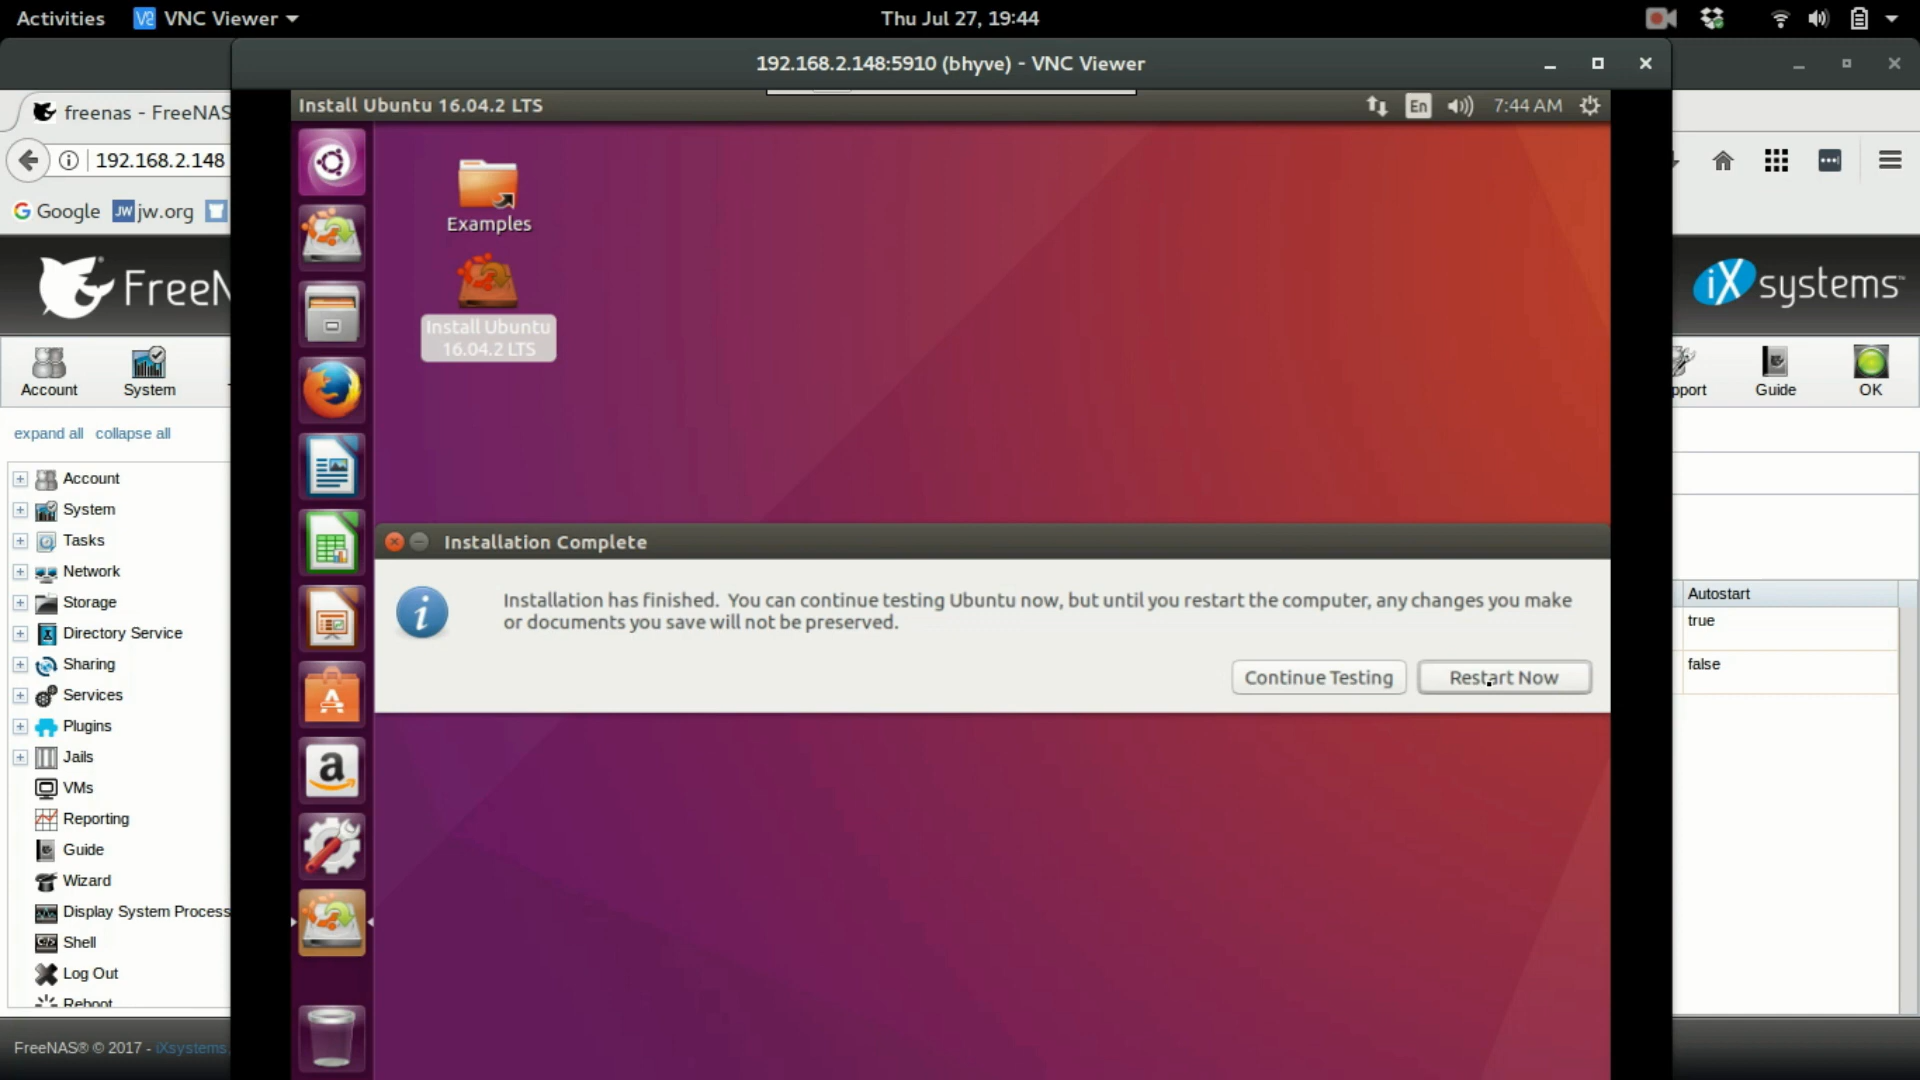 Activities
VNC Viewer
Thu Jul 27, 19:44
192.168.2.148:5910 (bhyve) - VNC Viewer
freenas - FreeNAS
192.168.2.148
Google
JW jw.org
FreeN
iXsystems
Account
System
pport
Guide
OK
expand all collapse all
Account
System
Tasks
Network
Storage
Directory Service
Sharing
Services
Plugins
Jails
VMs
Reporting
Guide
Wizard
Display System Process
Shell
Log Out
Reboot
FreeNAS® © 2017 - iXsystems,
Autostart
true
false
Install Ubuntu 16.04.2 LTS
En
7:44 AM
Examples
Install Ubuntu
16.04.2 LTS
Installation Complete
Installation has finished. You can continue testing Ubuntu now, but until you restart the computer, any changes you make
or documents you save will not be preserved.
Continue Testing
Restart Now